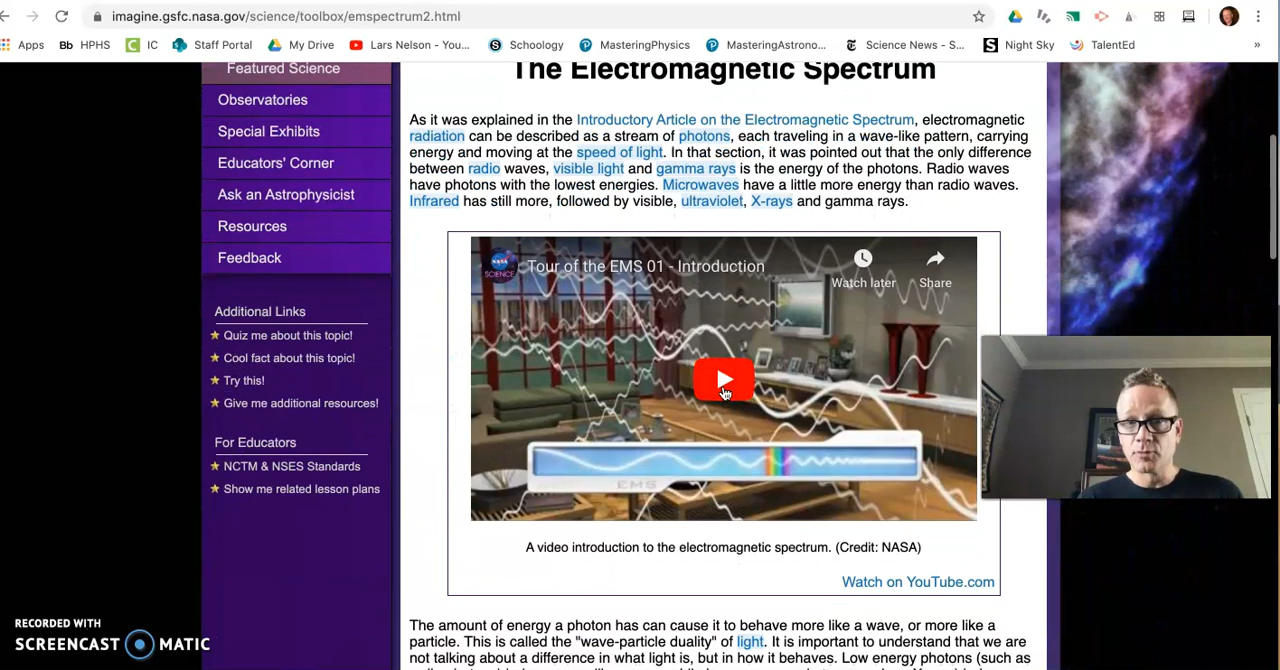 imagine.gsfc.nasa.gov/science/toolbox/emspectrum2.html
Apps Bb HPHS IC Staff Portal My Drive Lars Nelson - You... Schoology MasteringPhysics MasteringAstrono... Science News - S... Night Sky TalentEd »
Featured Science
Observatories
Special Exhibits
Educators' Corner
Ask an Astrophysicist
Resources
Feedback
Additional Links
Quiz me about this topic!
Cool fact about this topic!
Try this!
Give me additional resources!
For Educators
NCTM & NSES Standards
Show me related lesson plans
The Electromagnetic Spectrum
As it was explained in the Introductory Article on the Electromagnetic Spectrum, electromagnetic
radiation can be described as a stream of photons, each traveling in a wave-like pattern, carrying
energy and moving at the speed of light. In that section, it was pointed out that the only difference
between radio waves, visible light and gamma rays is the energy of the photons. Radio waves
have photons with the lowest energies. Microwaves have a little more energy than radio waves.
Infrared has still more, followed by visible, ultraviolet, X-rays and gamma rays.
NASA
SCIENCE
Tour of the EMS 01 - Introduction
Watch later
Share
EMS
A video introduction to the electromagnetic spectrum. (Credit: NASA)
Watch on YouTube.com
The amount of energy a photon has can cause it to behave more like a wave, or more like a
particle. This is called the "wave-particle duality" of light. It is important to understand that we are
not talking about a difference in what light is, but in how it behaves. Low energy photons (such as
RECORDED WITH
SCREENCAST MATIC